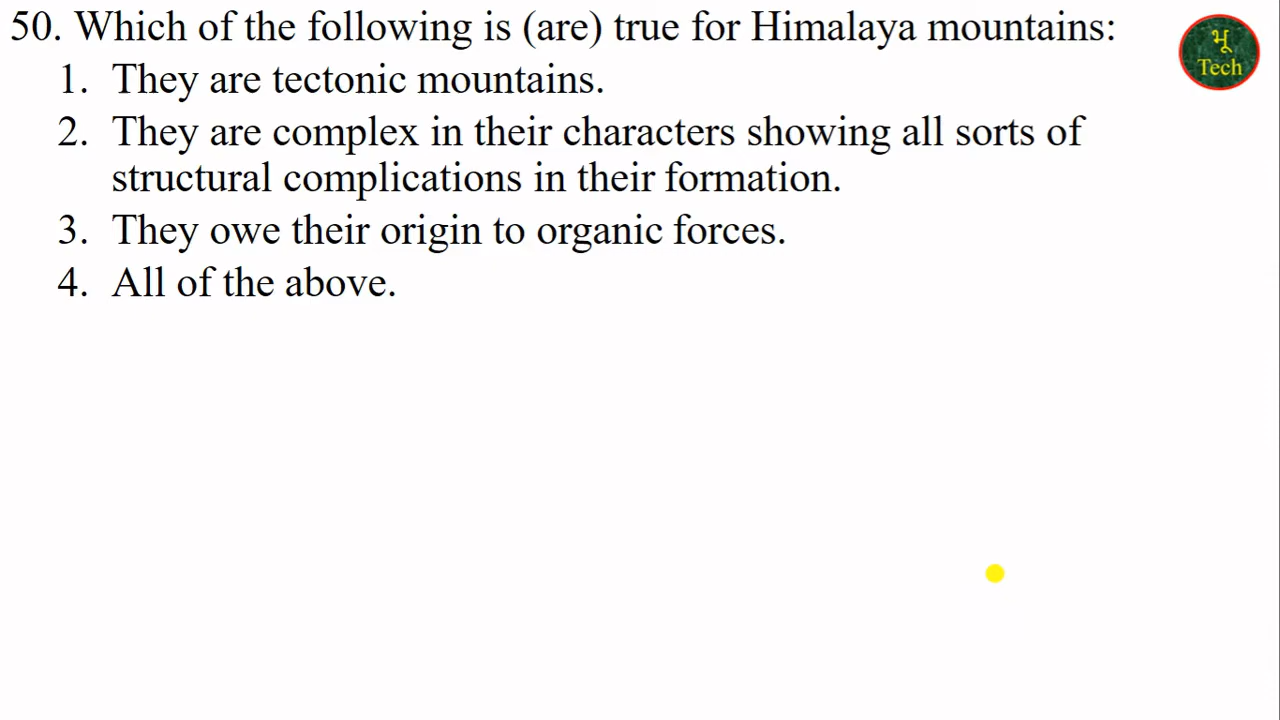 50. Which of the following is (are) true for Himalaya mountains:
भू
Tech
1. They are tectonic mountains.
2. They are complex in their characters showing all sorts of
structural complications in their formation.
3. They owe their origin to organic forces.
4. All of the above.